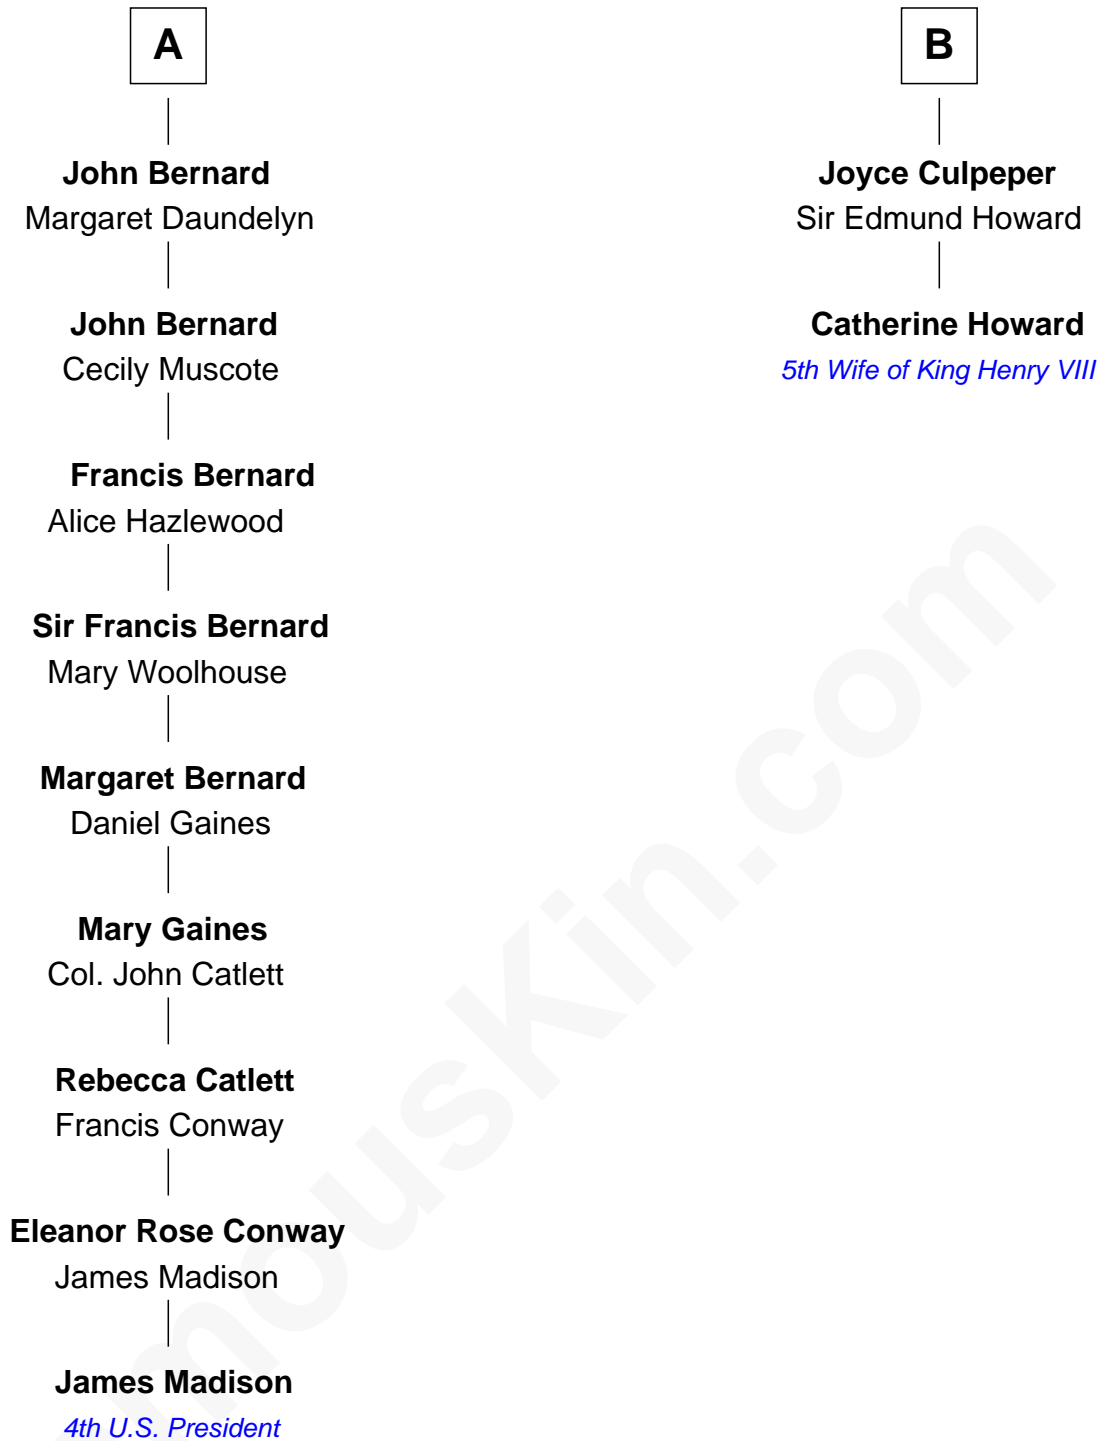 A
John Bernard
Margaret Daundelyn
John Bernard
Cecily Muscote
Francis Bernard
Alice Hazlewood
Sir Francis Bernard
Mary Woolhouse
Margaret Bernard
Daniel Gaines
Mary Gaines
Col. John Catlett
Rebecca Catlett
Francis Conway
Eleanor Rose Conway
James Madison
James Madison
4th U.S. President
B
Joyce Culpeper
Sir Edmund Howard
Catherine Howard
5th Wife of King Henry VIII
mouskin.com